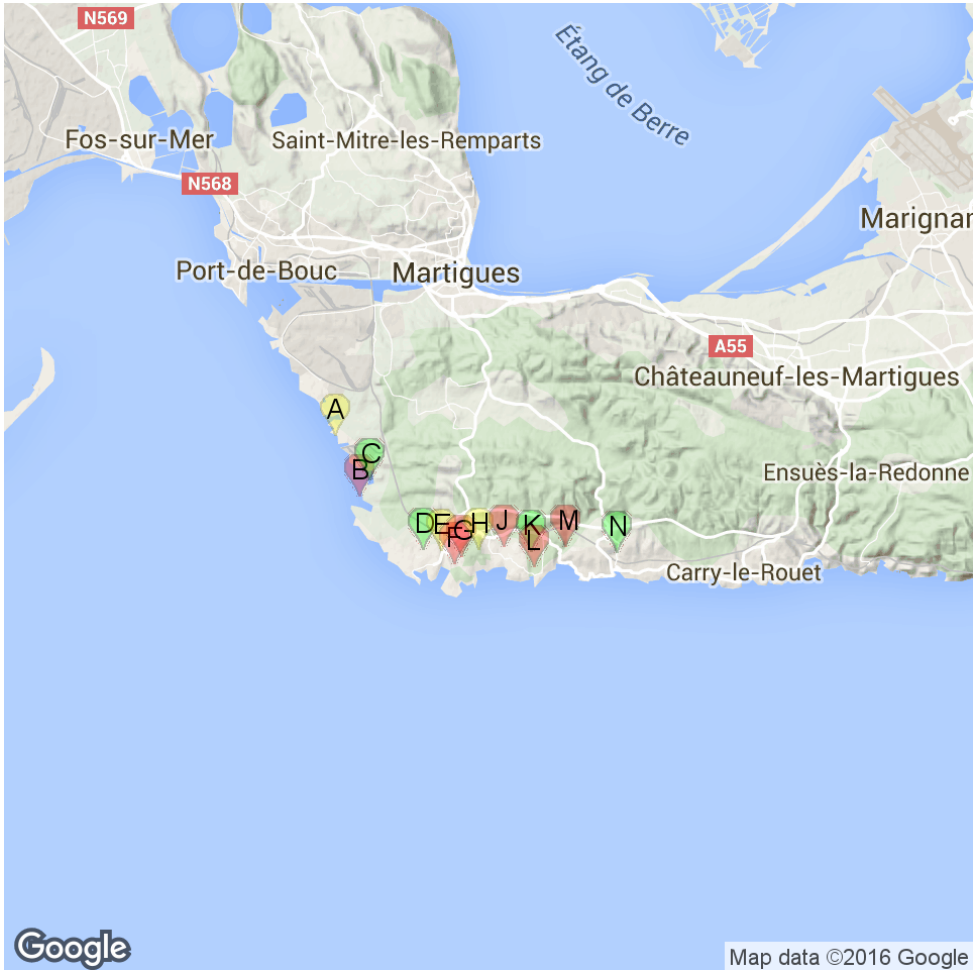 N569
Étang de Berre
Fos-sur-Mer
Saint-Mitre-les-Remparts
N568
Marignan
Port-de-Bouc
Martigues
A55
Châteauneuf-les-Martigues
A
C
B
Ensuès-la-Redonne
D
E
F
G
H
J
K
L
M
N
Carry-le-Rouet
Google
Map data ©2016 Google